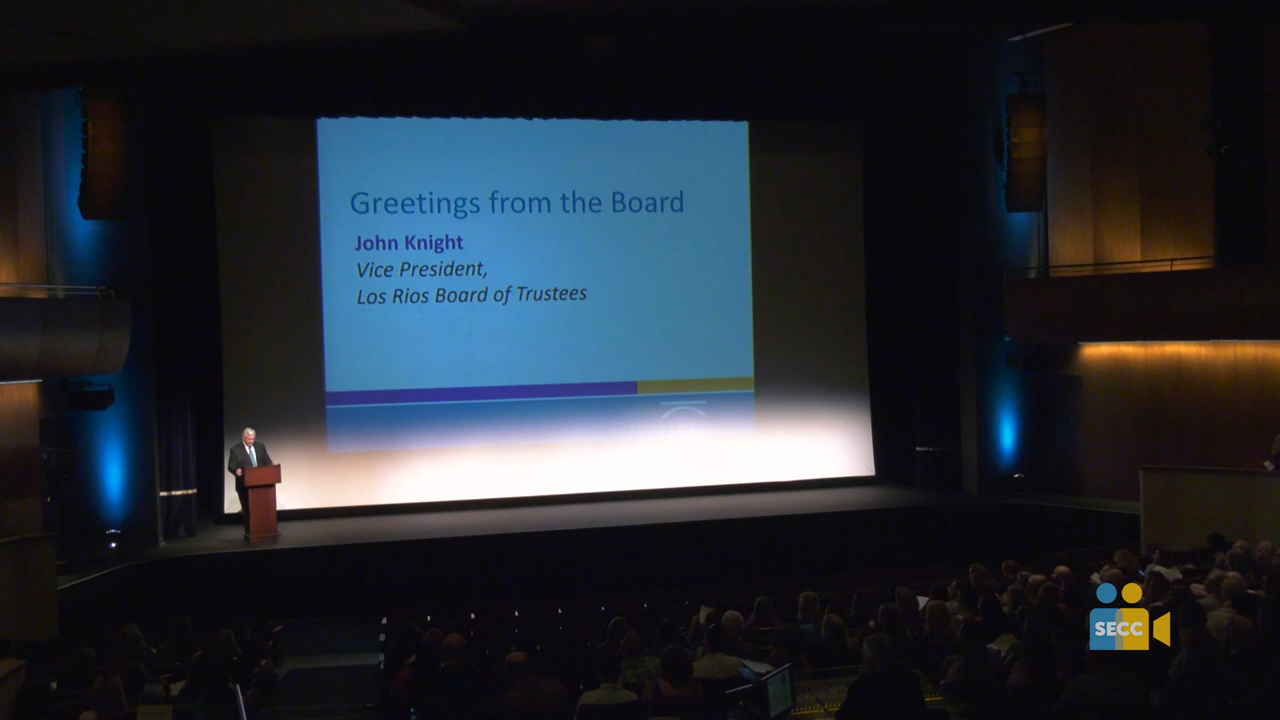 Greetings from the Board
John Knight
Vice President,
Los Rios Board of Trustees
SECC